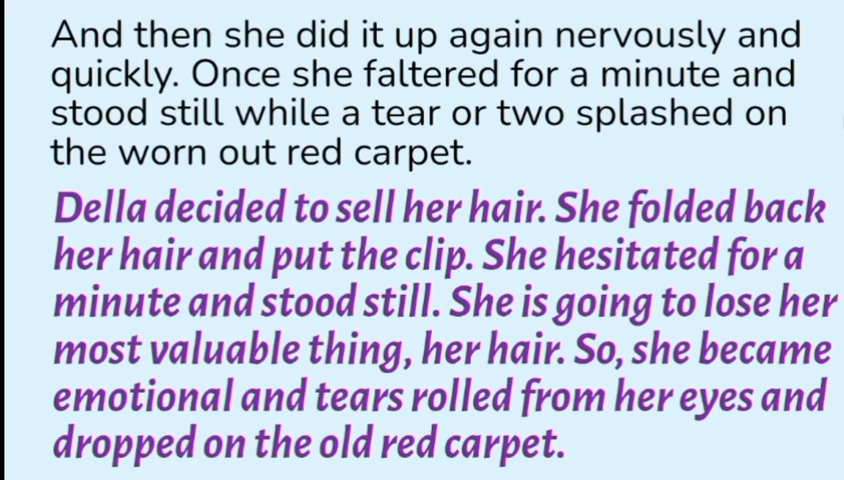 And then she did it up again nervously and
quickly. Once she faltered for a minute and
stood still while a tear or two splashed on
the worn out red carpet.
Della decided to sell her hair. She folded back
her hair and put the clip. She hesitated for a
minute and stood still. She is going to lose her
most valuable thing, her hair. So, she became
emotional and tears rolled from her eyes and
dropped on the old red carpet.